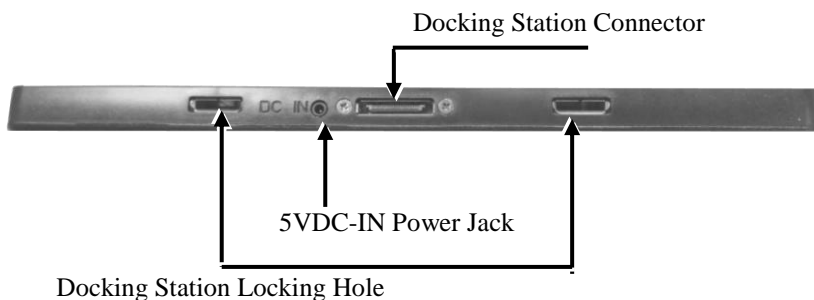 Docking Station Connector
DC IN
5VDC-IN Power Jack
Docking Station Locking Hole